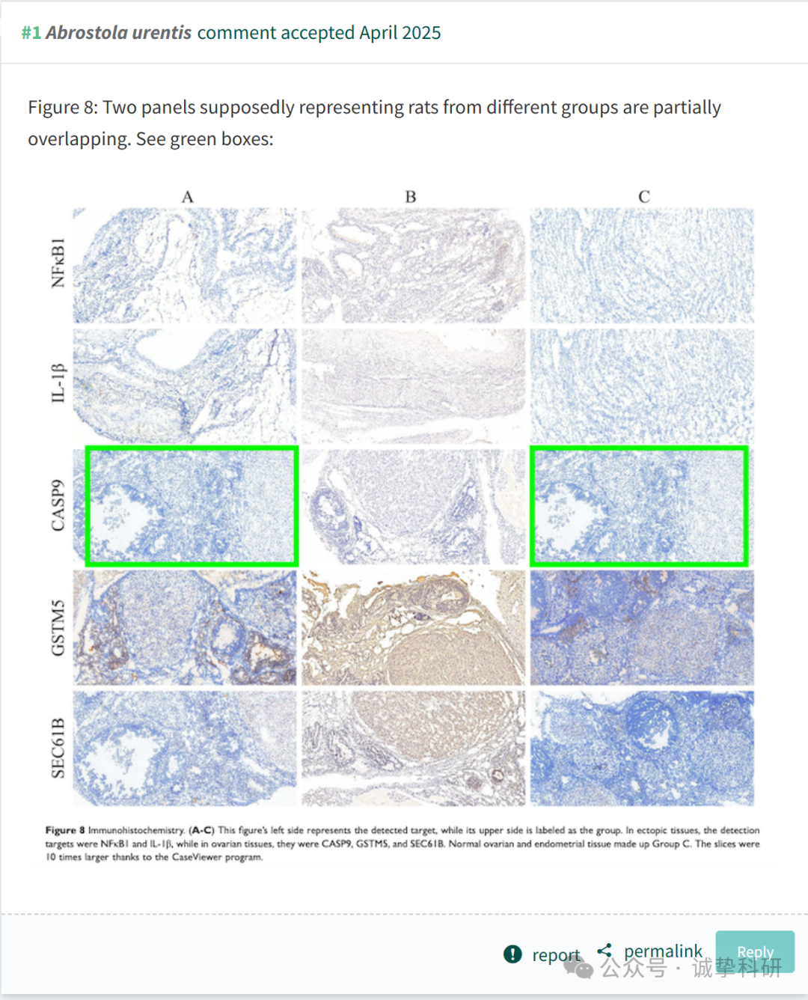 #1 Abrostola urentis comment accepted April 2025
Figure 8: Two panels supposedly representing rats from different groups are partially
overlapping. See green boxes:
A B C
NFκB1
IL-1β
CASP9
GSTM5
SEC61B
Figure 8 Immunohistochemistry. (A-C) This figure's left side represents the detected target, while its upper side is labeled as the group. In ectopic tissues, the detection
targets were NFκB1 and IL-1β, while in ovarian tissues, they were CASP9, GSTM5, and SEC61B. Normal ovarian and endometrial tissue made up Group C. The slices were
10 times larger thanks to the CaseViewer program.
report permalink Reply
公众号 · 诚挚科研